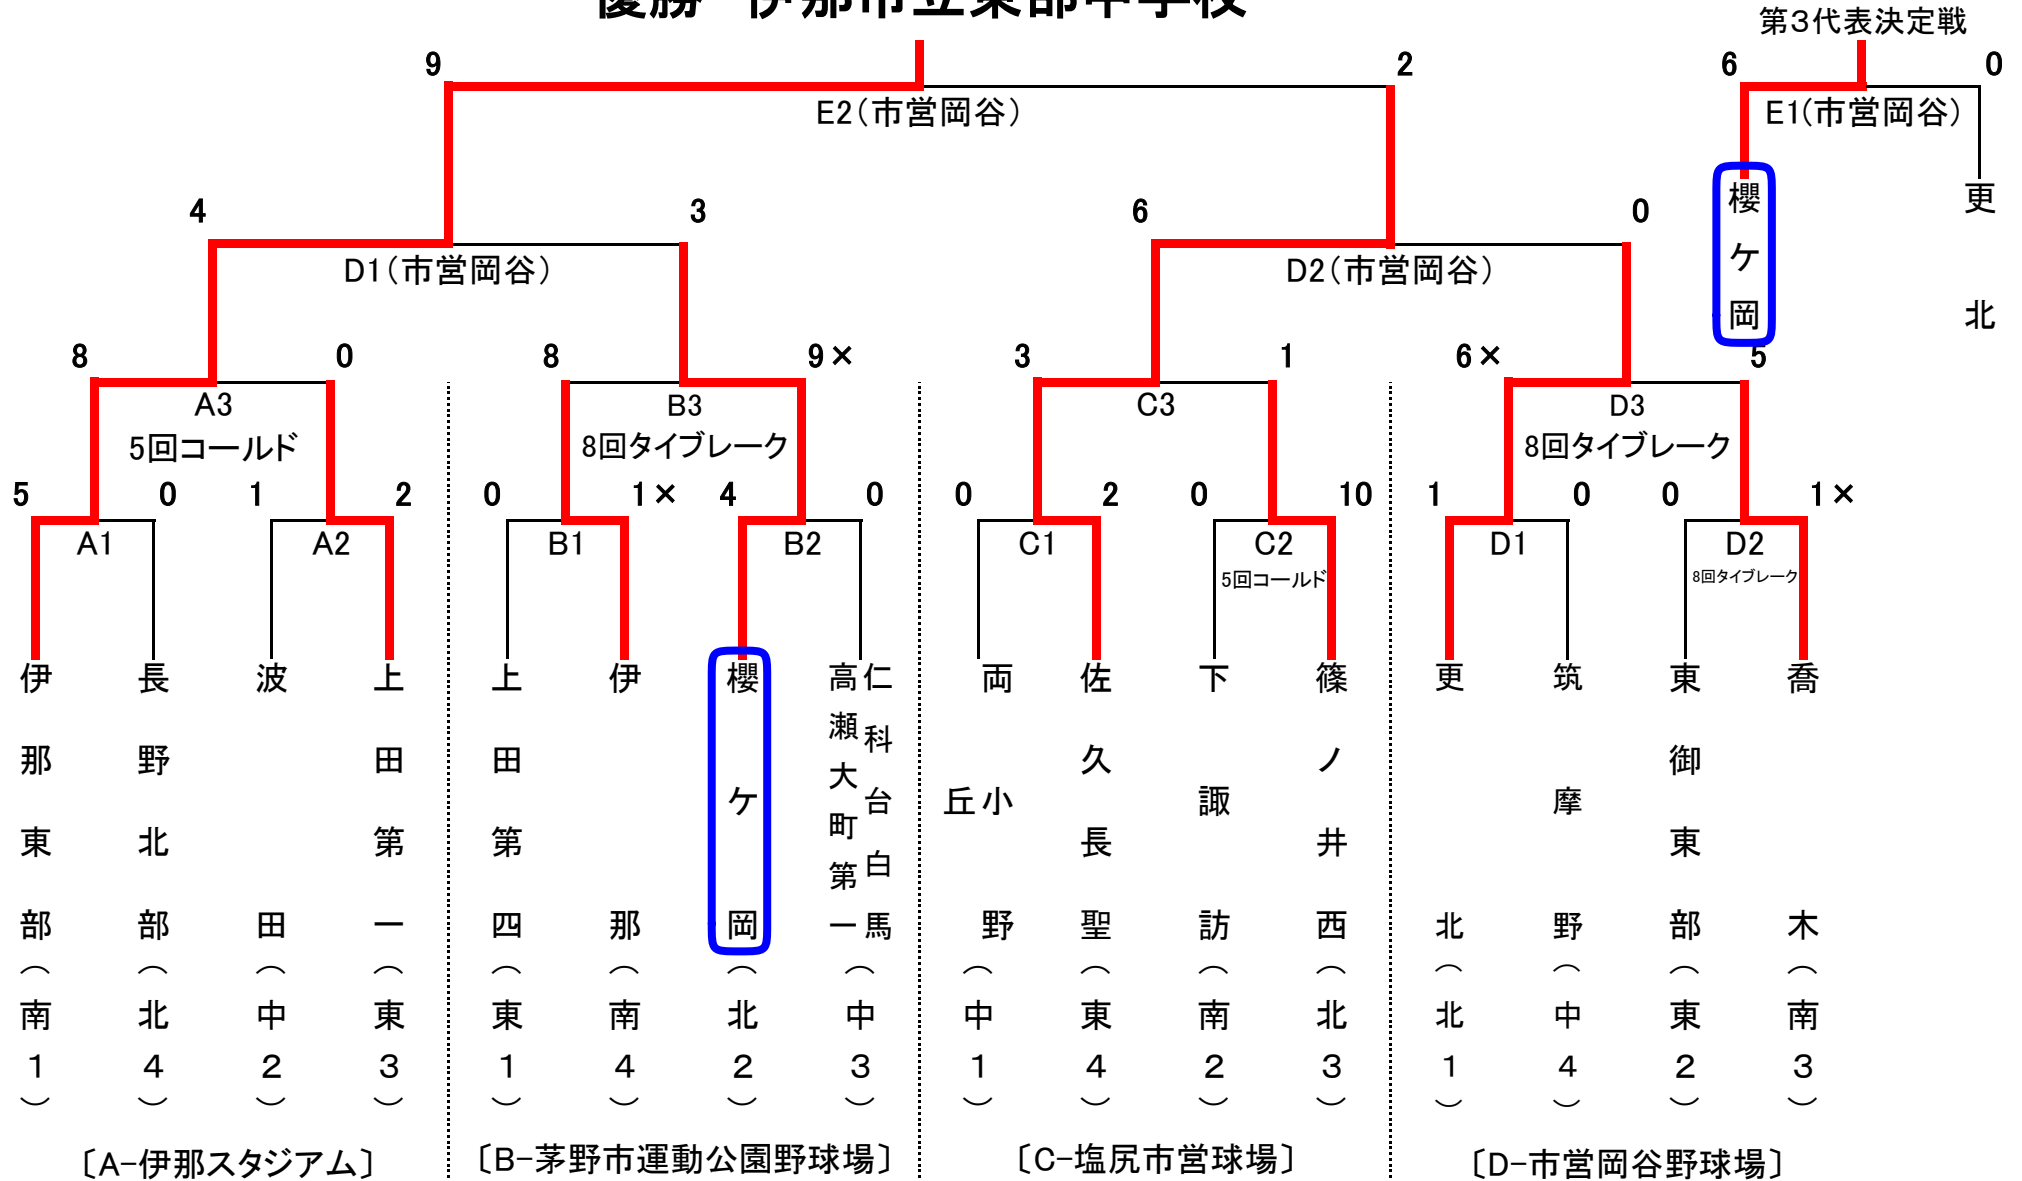 優勝 伊那市立東部中学校
第3代表決定戦
9 2 6 0
E2(市営岡谷) E1(市営岡谷)
櫻ケ岡 更北
4 3 6 0
D1(市営岡谷) D2(市営岡谷)
8 0 8 9× 3 1 6× 5
A3 B3 C3 D3
5回コールド 8回タイブレーク 8回タイブレーク
5 0 1 2 0 1× 4 0 0 2 0 10 1 0 0 1×
A1 A2 B1 B2 C1 C2 D1 D2
5回コールド 8回タイブレーク
伊那東部(南1)
長野北部(北4)
波田(中2)
上田第一(東3)
上田第四(東1)
伊那(南4)
櫻ケ岡(北2)
仁科台白馬
高瀬大町第一(中3)
両小野
丘(中1)
佐久長聖(東4)
下諏訪(南2)
篠ノ井西(北3)
更北(北1)
筑摩野(中4)
東御東部(東2)
喬木(南3)
〔A-伊那スタジアム〕 〔B-茅野市運動公園野球場〕 〔C-塩尻市営球場〕 〔D-市営岡谷野球場〕